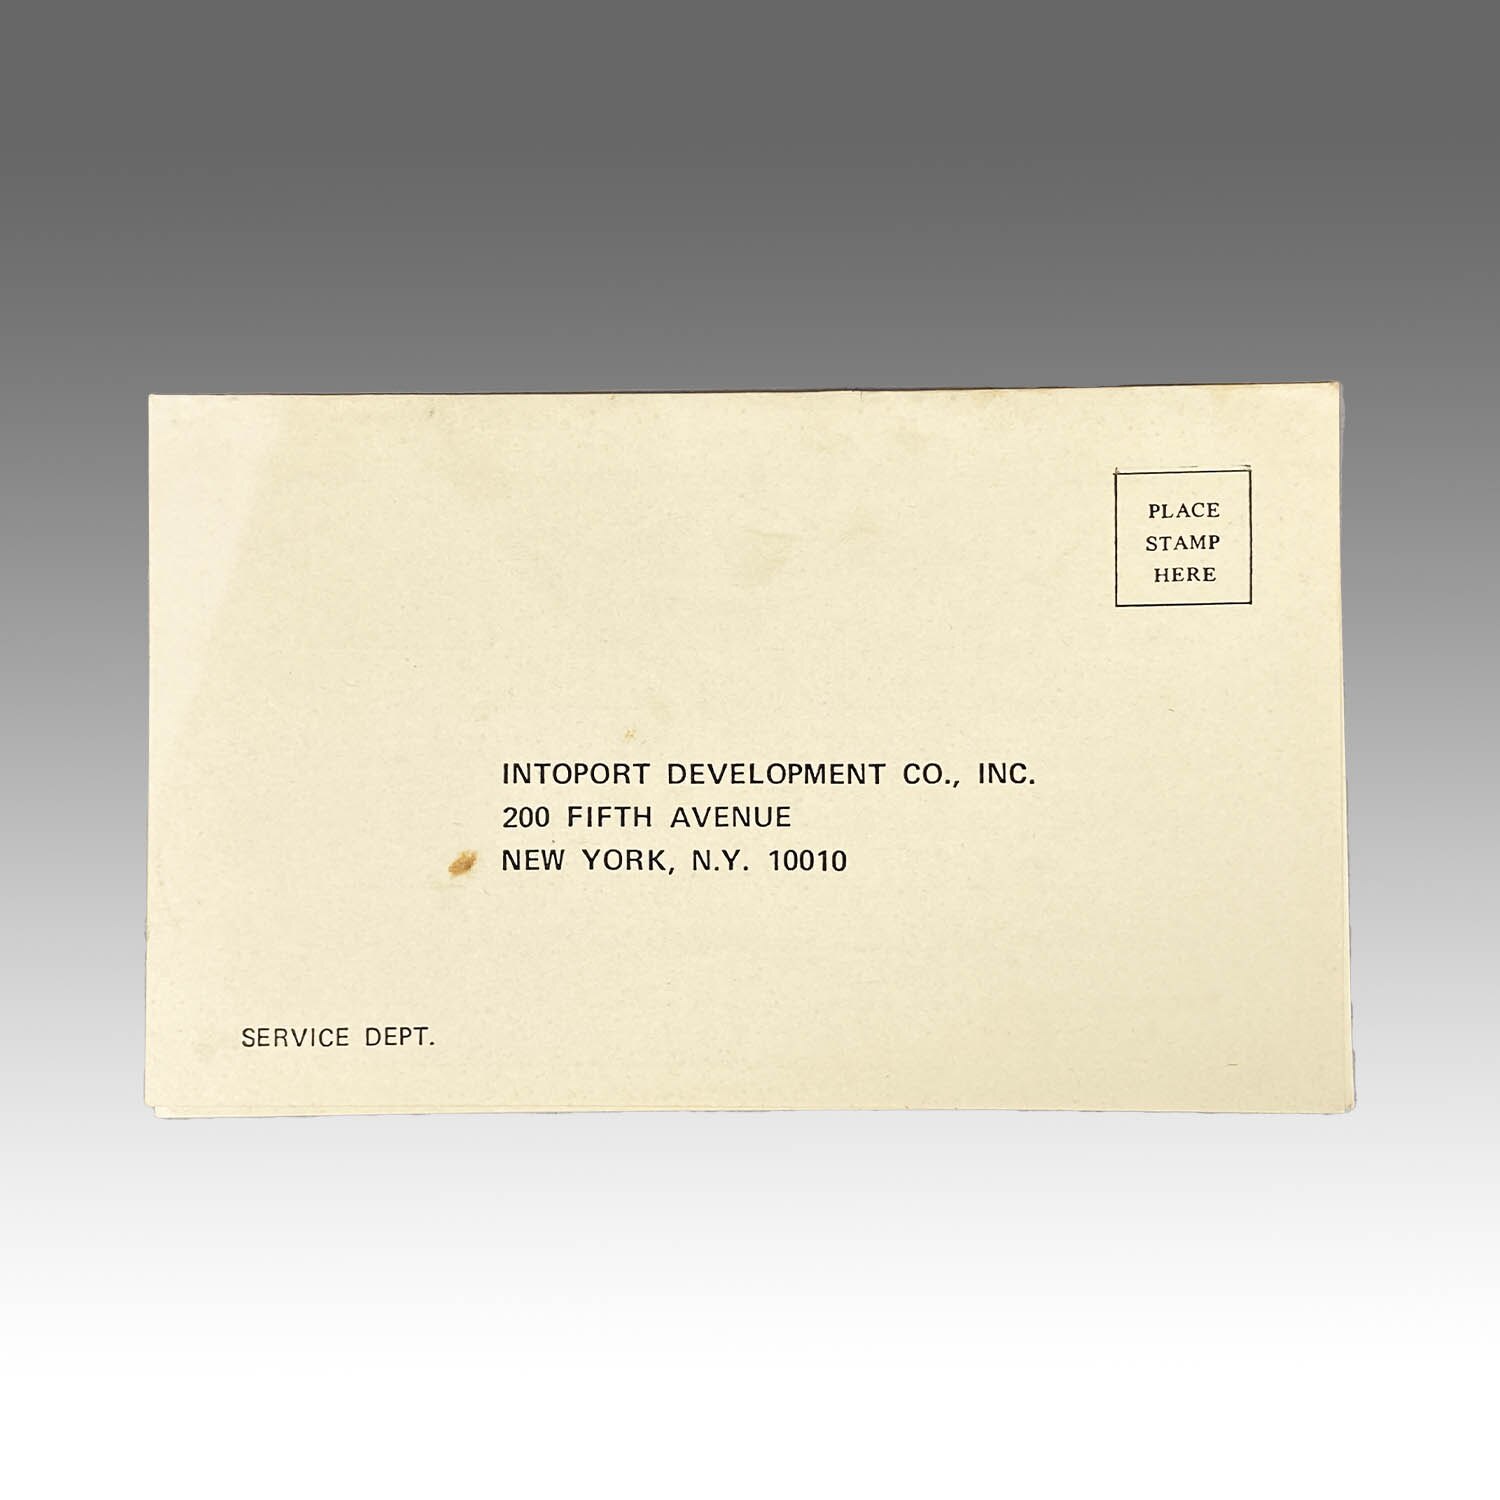 PLACE
STAMP
HERE
INTOPORT DEVELOPMENT CO., INC.
200 FIFTH AVENUE
NEW YORK, N.Y. 10010
SERVICE DEPT.